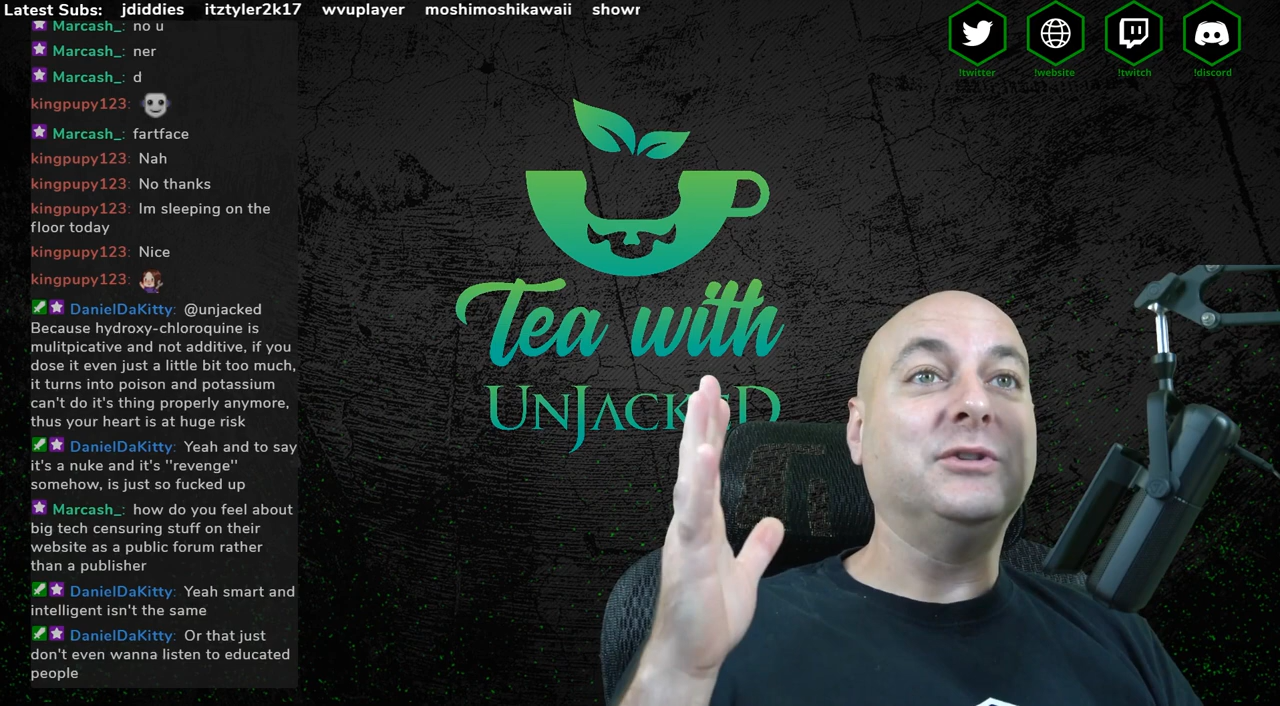 Latest Subs: jdiddies itztyler2k17 wvuplayer moshimoshikawaii showr
!twitter !website !twitch !discord
Marcash_: no u
Marcash_: ner
Marcash_: d
kingpupy123:
Marcash_: fartface
kingpupy123: Nah
kingpupy123: No thanks
kingpupy123: Im sleeping on the
floor today
kingpupy123: Nice
kingpupy123:
DanielDaKitty: @unjacked
Because hydroxy-chloroquine is
mulitpicative and not additive, if you
dose it even just a little bit too much,
it turns into poison and potassium
can't do it's thing properly anymore,
thus your heart is at huge risk
DanielDaKitty: Yeah and to say
it's a nuke and it's ''revenge''
somehow, is just so fucked up
Marcash_: how do you feel about
big tech censuring stuff on their
website as a public forum rather
than a publisher
DanielDaKitty: Yeah smart and
intelligent isn't the same
DanielDaKitty: Or that just
don't even wanna listen to educated
people
Tea with
UNJACKED